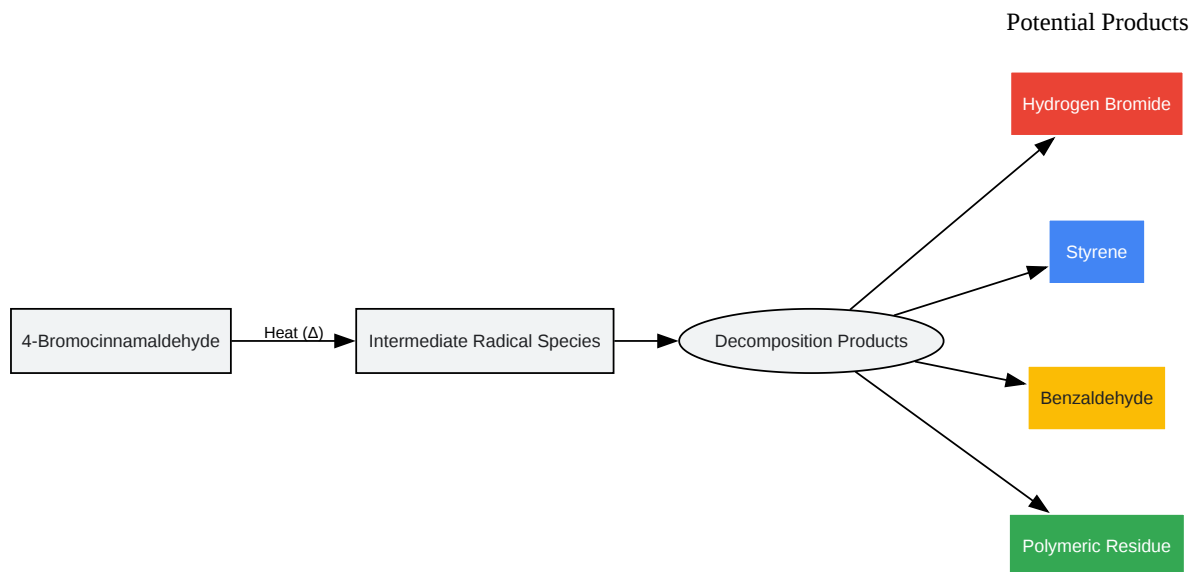 Potential Products
Hydrogen Bromide
Styrene
4-Bromocinnamaldehyde
Heat (Δ)
Intermediate Radical Species
Decomposition Products
Benzaldehyde
Polymeric Residue